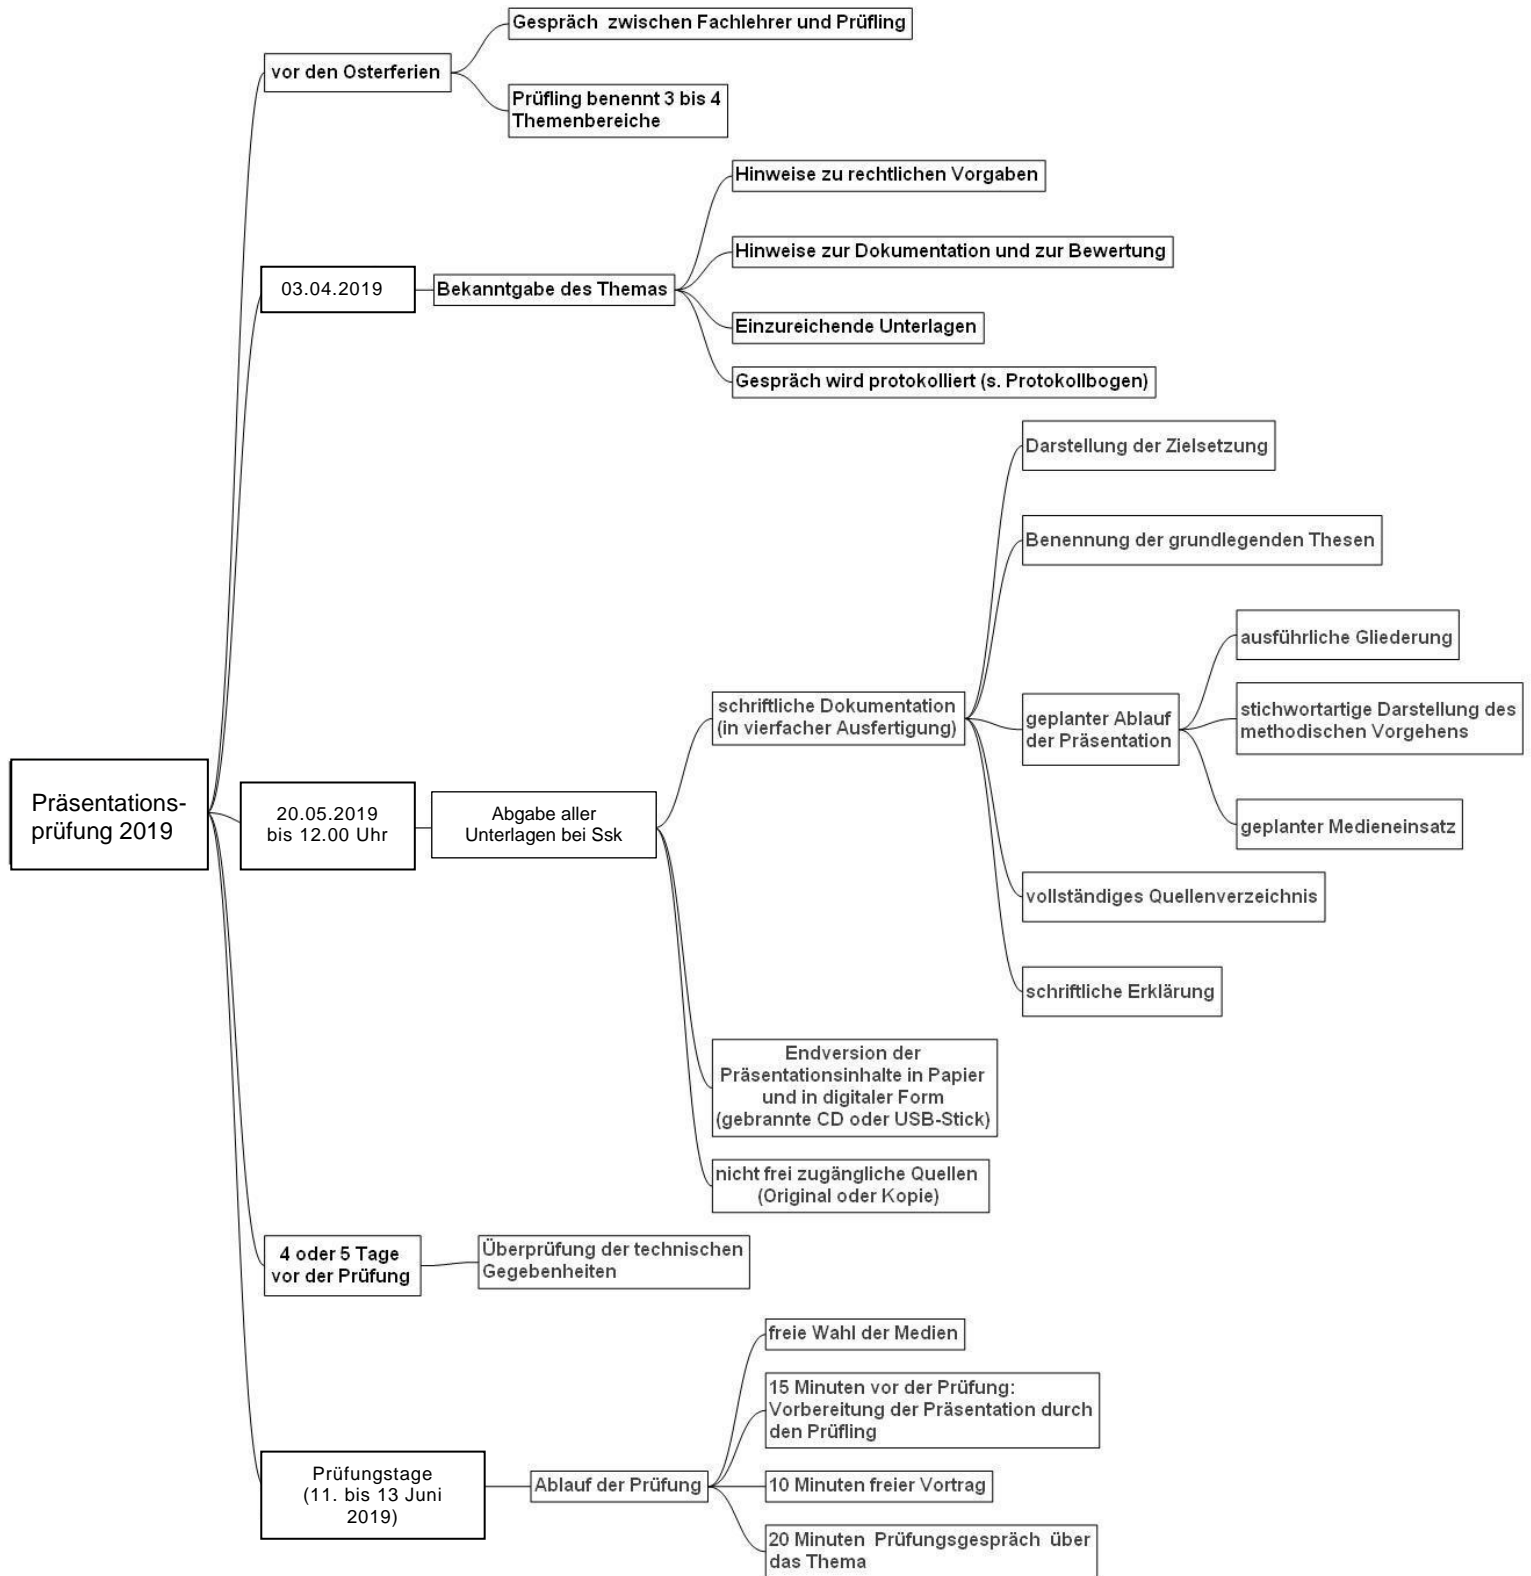 Gespräch zwischen Fachlehrer und Prüfling
vor den Osterferien
Prüfling benennt 3 bis 4
Themenbereiche
Hinweise zu rechtlichen Vorgaben
Hinweise zur Dokumentation und zur Bewertung
03.04.2019
Bekanntgabe des Themas
Einzureichende Unterlagen
Gespräch wird protokolliert (s. Protokollbogen)
Darstellung der Zielsetzung
Benennung der grundlegenden Thesen
ausführliche Gliederung
schriftliche Dokumentation
(in vierfacher Ausfertigung)
geplanter Ablauf
der Präsentation
stichwortartige Darstellung des
methodischen Vorgehens
geplanter Medieneinsatz
Präsentations-
prüfung 2019
20.05.2019
bis 12.00 Uhr
Abgabe aller
Unterlagen bei Ssk
vollständiges Quellenverzeichnis
schriftliche Erklärung
Endversion der
Präsentationsinhalte in Papier
und in digitaler Form
(gebrannte CD oder USB-Stick)
nicht frei zugängliche Quellen
(Original oder Kopie)
4 oder 5 Tage
vor der Prüfung
Überprüfung der technischen
Gegebenheiten
freie Wahl der Medien
15 Minuten vor der Prüfung:
Vorbereitung der Präsentation durch
den Prüfling
Prüfungstage
(11. bis 13 Juni
2019)
Ablauf der Prüfung
10 Minuten freier Vortrag
20 Minuten Prüfungsgespräch über
das Thema